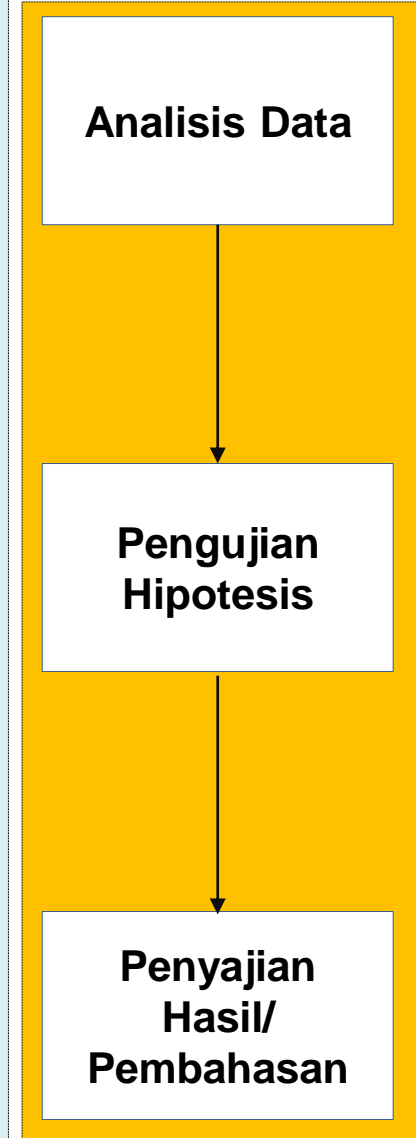 Analisis Data
Pengujian
Hipotesis
Penyajian
Hasil/
Pembahasan